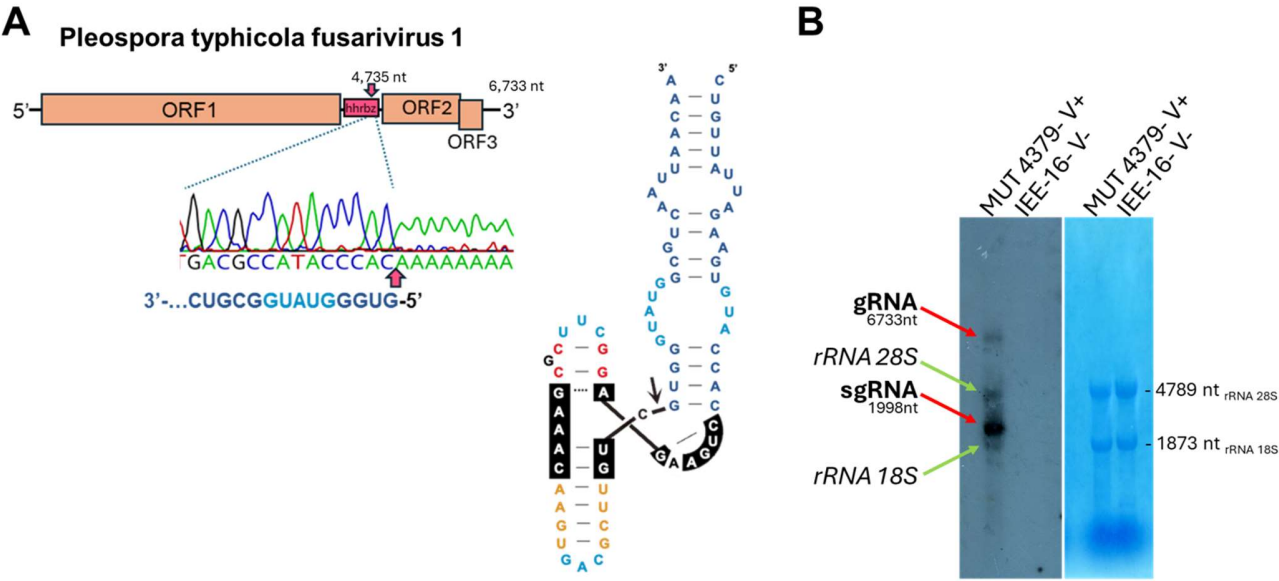 A
Pleospora typhicola fusarivirus 1
4,735 nt
6,733 nt
5'
ORF1
hhrbz
ORF2
3'
ORF3
TGACGCCATACCCACAAAAAAAA
3'-...CUGCGGUAUGGGUG-5'
3' 5'
A C
A U
C G
A U
A U
U A
U U
A U
A A
C G
U A
G A
C G
G U
G G
U U
A A
U
G
G C
G C
U A
G C
C
C U G A A G
U
U C
C G
G
C G
G A
A
A
A U
C G
A U
A U
G C
U G
G C
A
B
MUT 4379- V+
IEE-16- V-
MUT 4379- V+
IEE-16- V-
gRNA
6733nt
rRNA 28S
sgRNA
1998nt
rRNA 18S
- 4789 nt rRNA 28S
- 1873 nt rRNA 18S